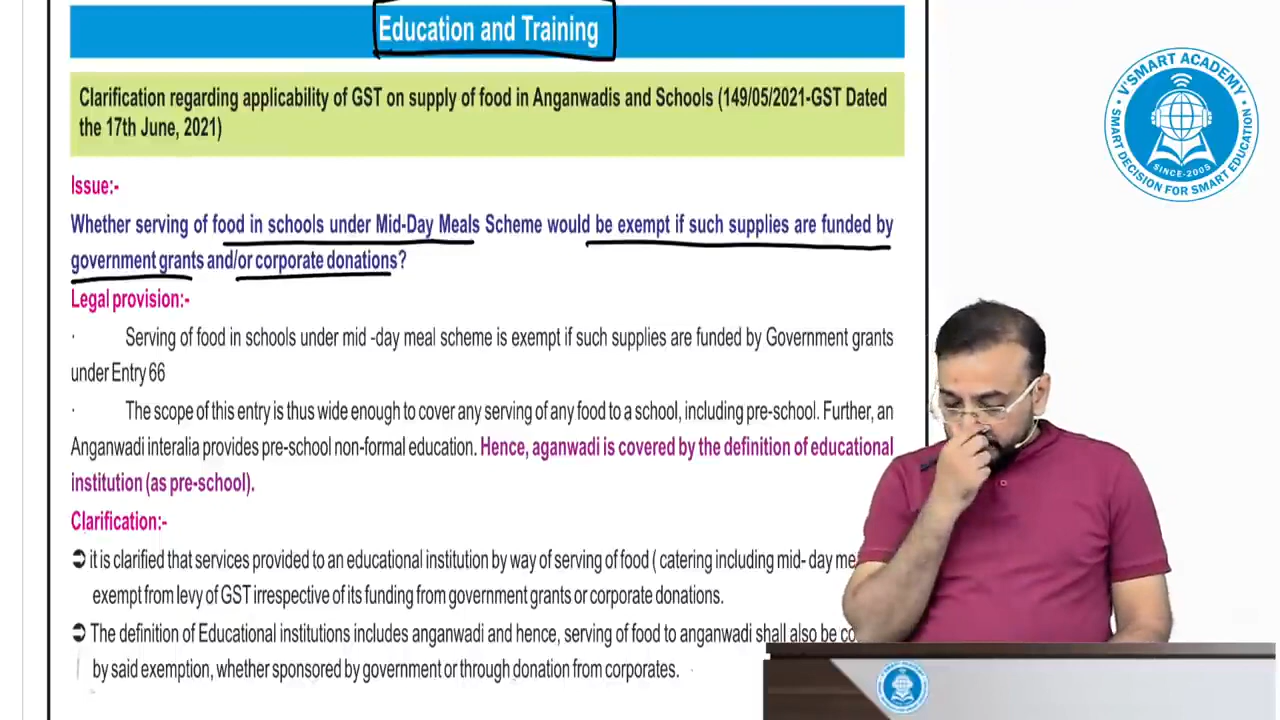 Education and Training
Clarification regarding applicability of GST on supply of food in Anganwadis and Schools (149/05/2021-GST Dated
the 17th June, 2021)
Issue:-
Whether serving of food in schools under Mid-Day Meals Scheme would be exempt if such supplies are funded by
government grants and/or corporate donations?
Legal provision:-
· Serving of food in schools under mid -day meal scheme is exempt if such supplies are funded by Government grants
under Entry 66
· The scope of this entry is thus wide enough to cover any serving of any food to a school, including pre-school. Further, an
Anganwadi interalia provides pre-school non-formal education. Hence, aganwadi is covered by the definition of educational
institution (as pre-school).
Clarification:-
➲ it is clarified that services provided to an educational institution by way of serving of food ( catering including mid- day
exempt from levy of GST irrespective of its funding from government grants or corporate donations.
➲ The definition of Educational institutions includes anganwadi and hence, serving of food to anganwadi shall also be
by said exemption, whether sponsored by government or through donation from corporates.
V'SMART ACADEMY
SINCE-2005
SMART DECISION FOR SMART EDUCATION